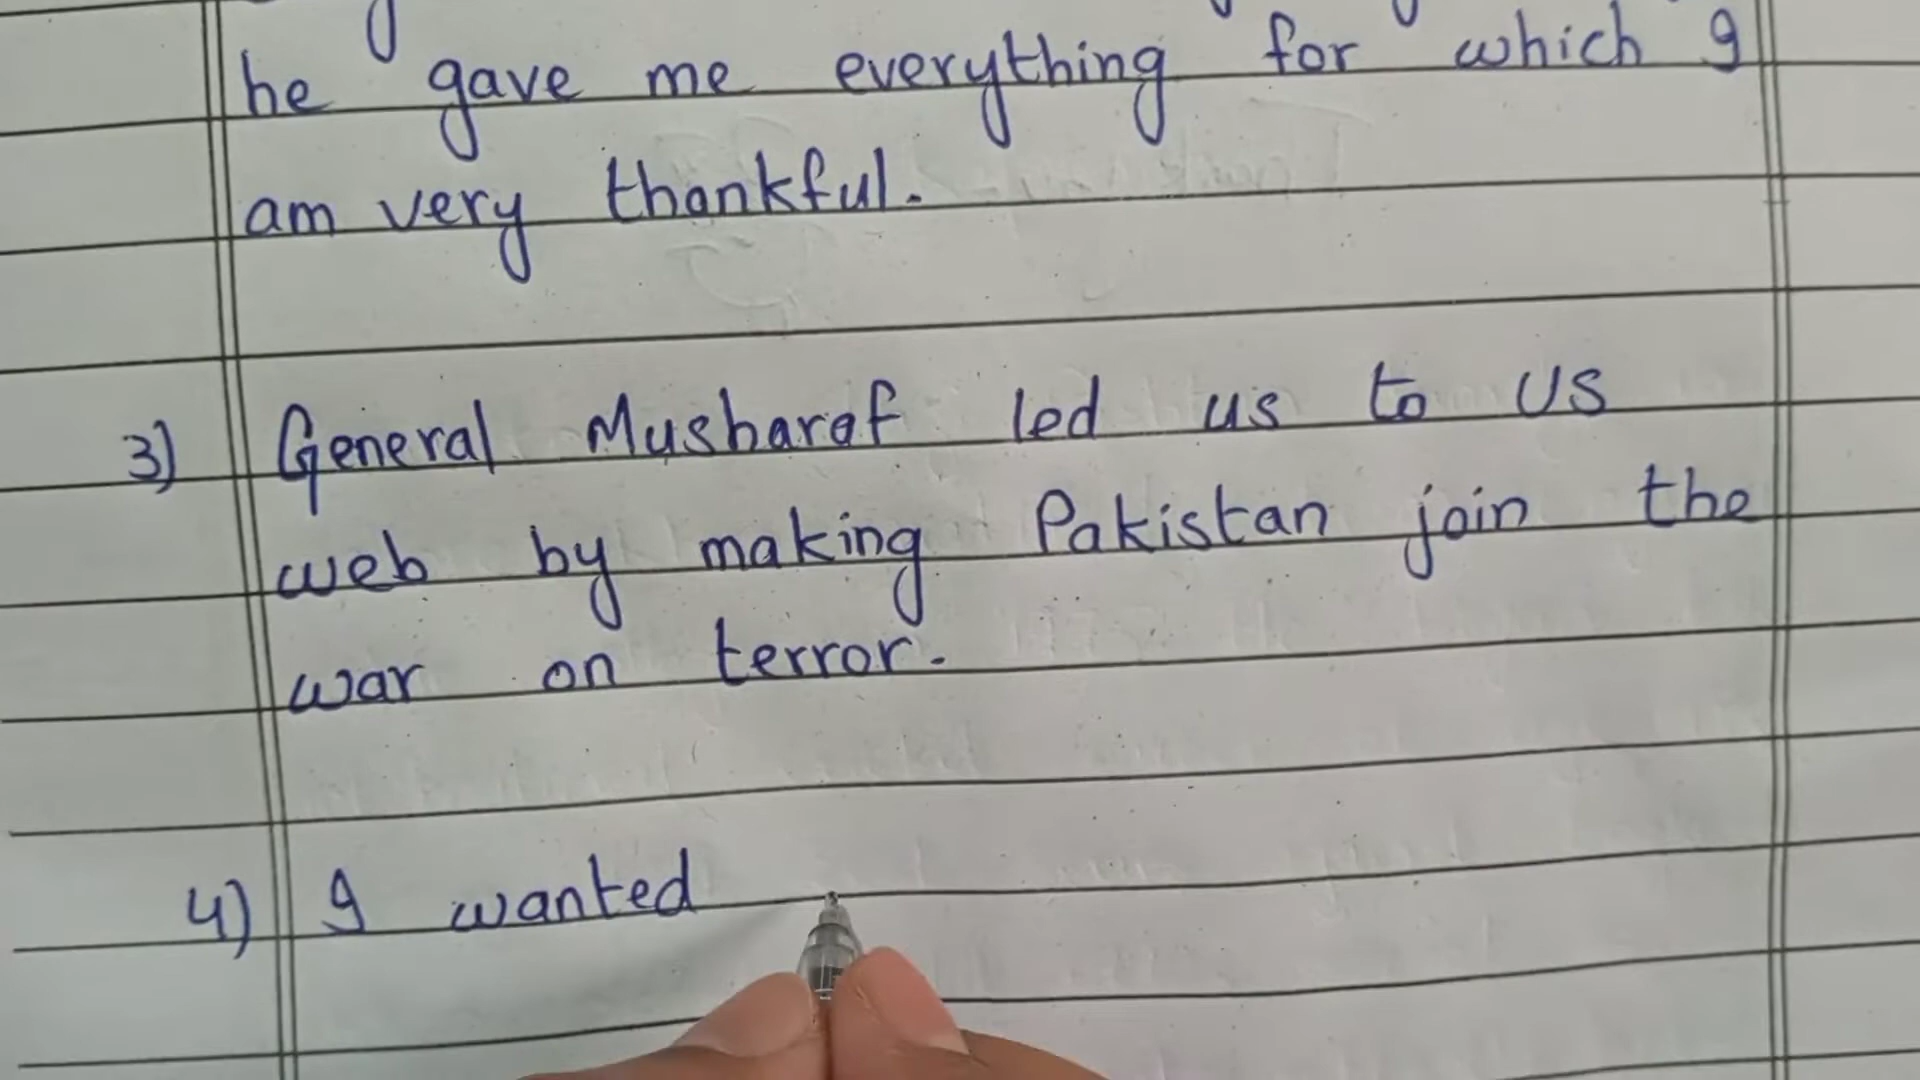 he gave me everything for which I
am very thankful.
3) General Musharaf led us to US
web by making Pakistan join the
war on terror.
4) I wanted